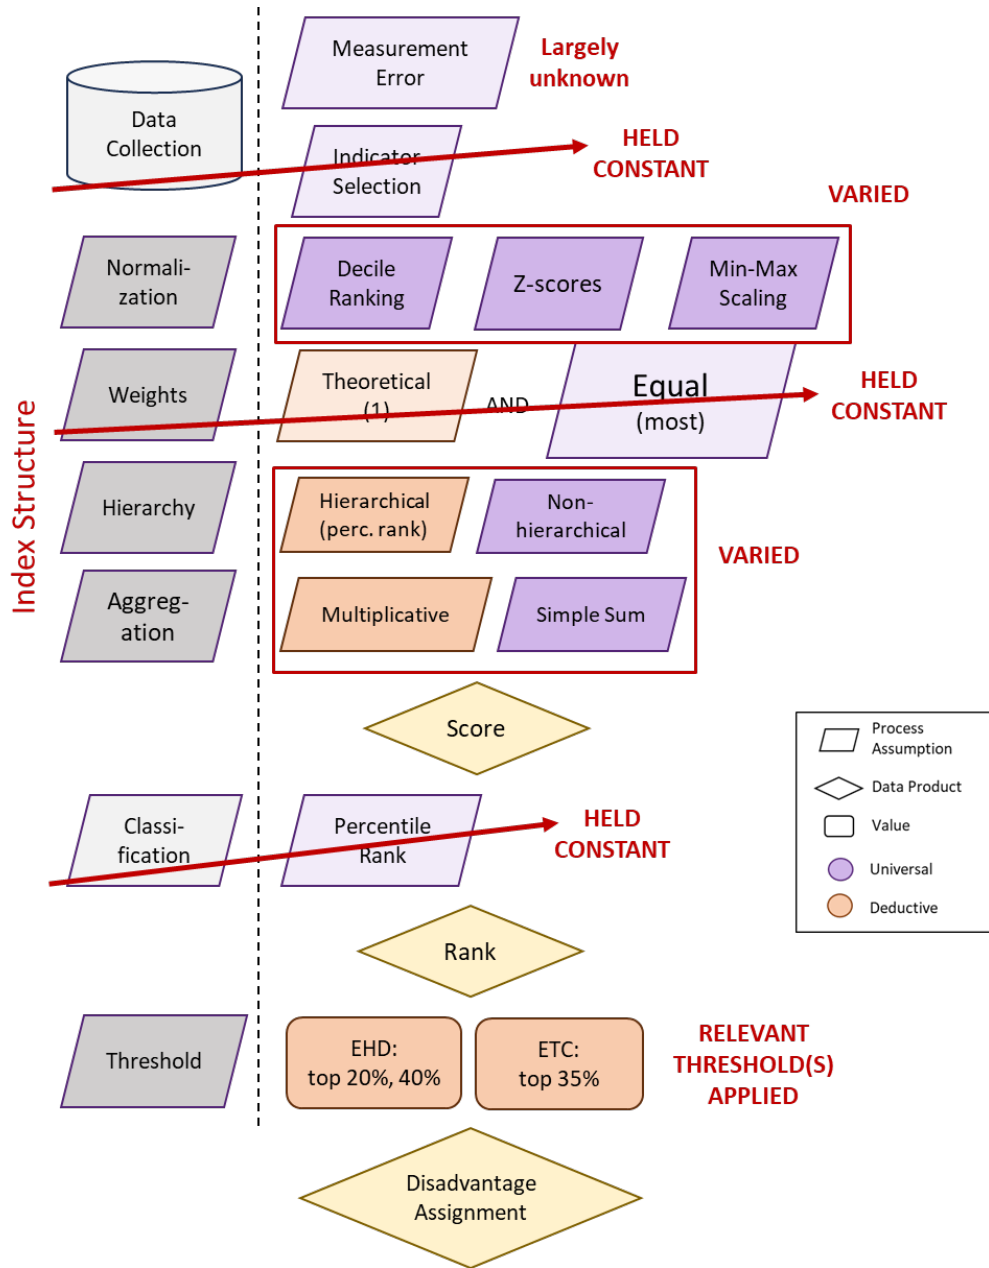 Measurement
Error
Largely
unknown
Data
Collection
Indicator
Selection
HELD
CONSTANT
VARIED
Normali-
zation
Decile
Ranking
Z-scores
Min-Max
Scaling
Index Structure
Weights
Theoretical
(1)
AND
Equal
(most)
HELD
CONSTANT
Hierarchy
Hierarchical
(perc. rank)
Non-
hierarchical
VARIED
Aggreg-
ation
Multiplicative
Simple Sum
Score
Process
Assumption
Data Product
Value
Universal
Deductive
Classi-
fication
Percentile
Rank
HELD
CONSTANT
Rank
Threshold
EHD:
top 20%, 40%
ETC:
top 35%
RELEVANT
THRESHOLD(S)
APPLIED
Disadvantage
Assignment